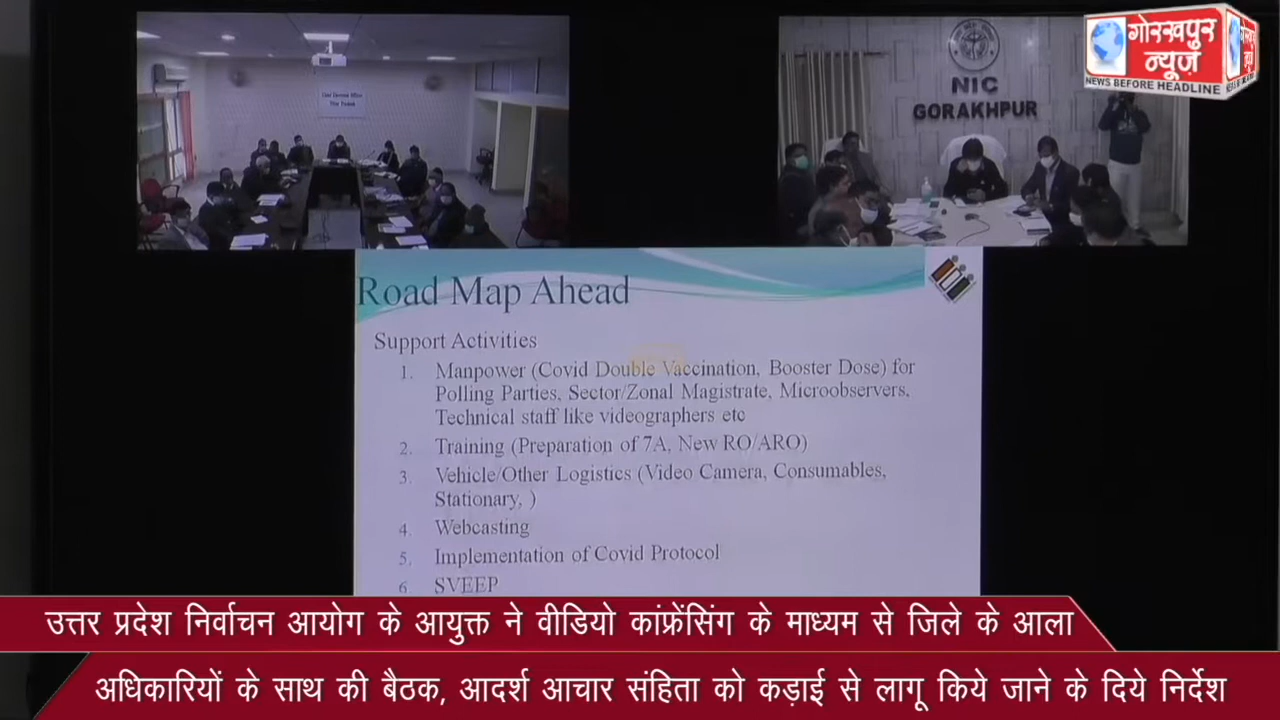 गोरखपुर
न्यूज़
NEWS BEFORE HEADLINE
NIC
GORAKHPUR
Road Map Ahead
Support Activities
1. Manpower (Covid Double Vaccination, Booster Dose) for
Polling Parties, Sector/Zonal Magistrate, Microobservers,
Technical staff like videographers etc
2. Training (Preparation of 7A, New RO/ARO)
3. Vehicle/Other Logistics (Video Camera, Consumables,
Stationary, )
4. Webcasting
5. Implementation of Covid Protocol
6. SVEEP
उत्तर प्रदेश निर्वाचन आयोग के आयुक्त ने वीडियो कांफ्रेंसिंग के माध्यम से जिले के आला
अधिकारियों के साथ की बैठक, आदर्श आचार संहिता को कड़ाई से लागू किये जाने के दिये निर्देश